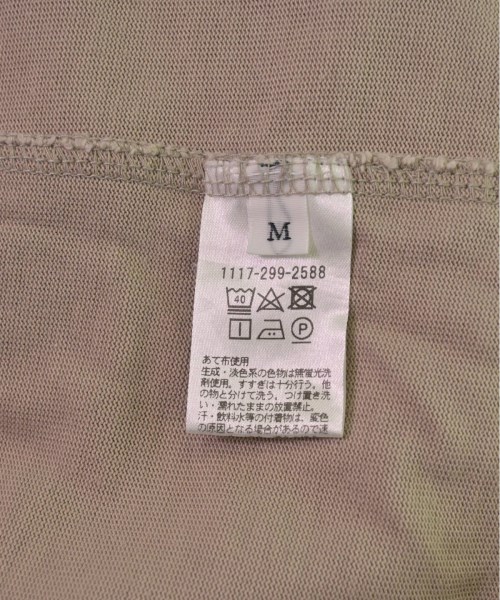 M
1117-299-2588
40
P
あて布使用
生成・淡色系の色物は無蛍光洗
剤使用。すすぎは十分行う。他
の物と分けて洗う。つけ置き洗
い・濡れたままの放置禁止。
汗・飲料水等の付着物は、変色
の原因となる場合があるので速